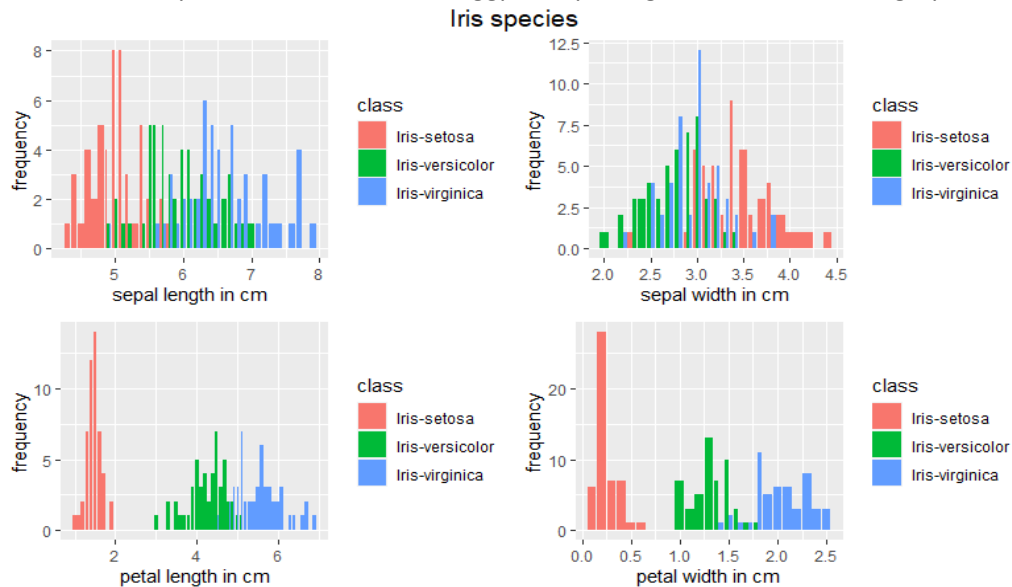 Iris species
8
6
4
2
0
frequency
5
6
7
8
sepal length in cm
class
Iris-setosa
Iris-versicolor
Iris-virginica
12.5
10.0
7.5
5.0
2.5
0.0
frequency
2.0
2.5
3.0
3.5
4.0
4.5
sepal width in cm
class
Iris-setosa
Iris-versicolor
Iris-virginica
10
5
0
frequency
2
4
6
petal length in cm
class
Iris-setosa
Iris-versicolor
Iris-virginica
20
10
0
frequency
0.0
0.5
1.0
1.5
2.0
2.5
petal width in cm
class
Iris-setosa
Iris-versicolor
Iris-virginica